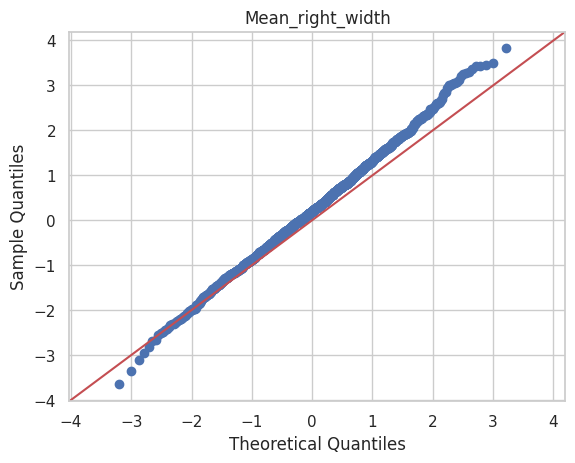 Mean_right_width
4
3
2
1
0
−1
−2
−3
−4
Sample Quantiles
−4 −3 −2 −1 0 1 2 3 4
Theoretical Quantiles